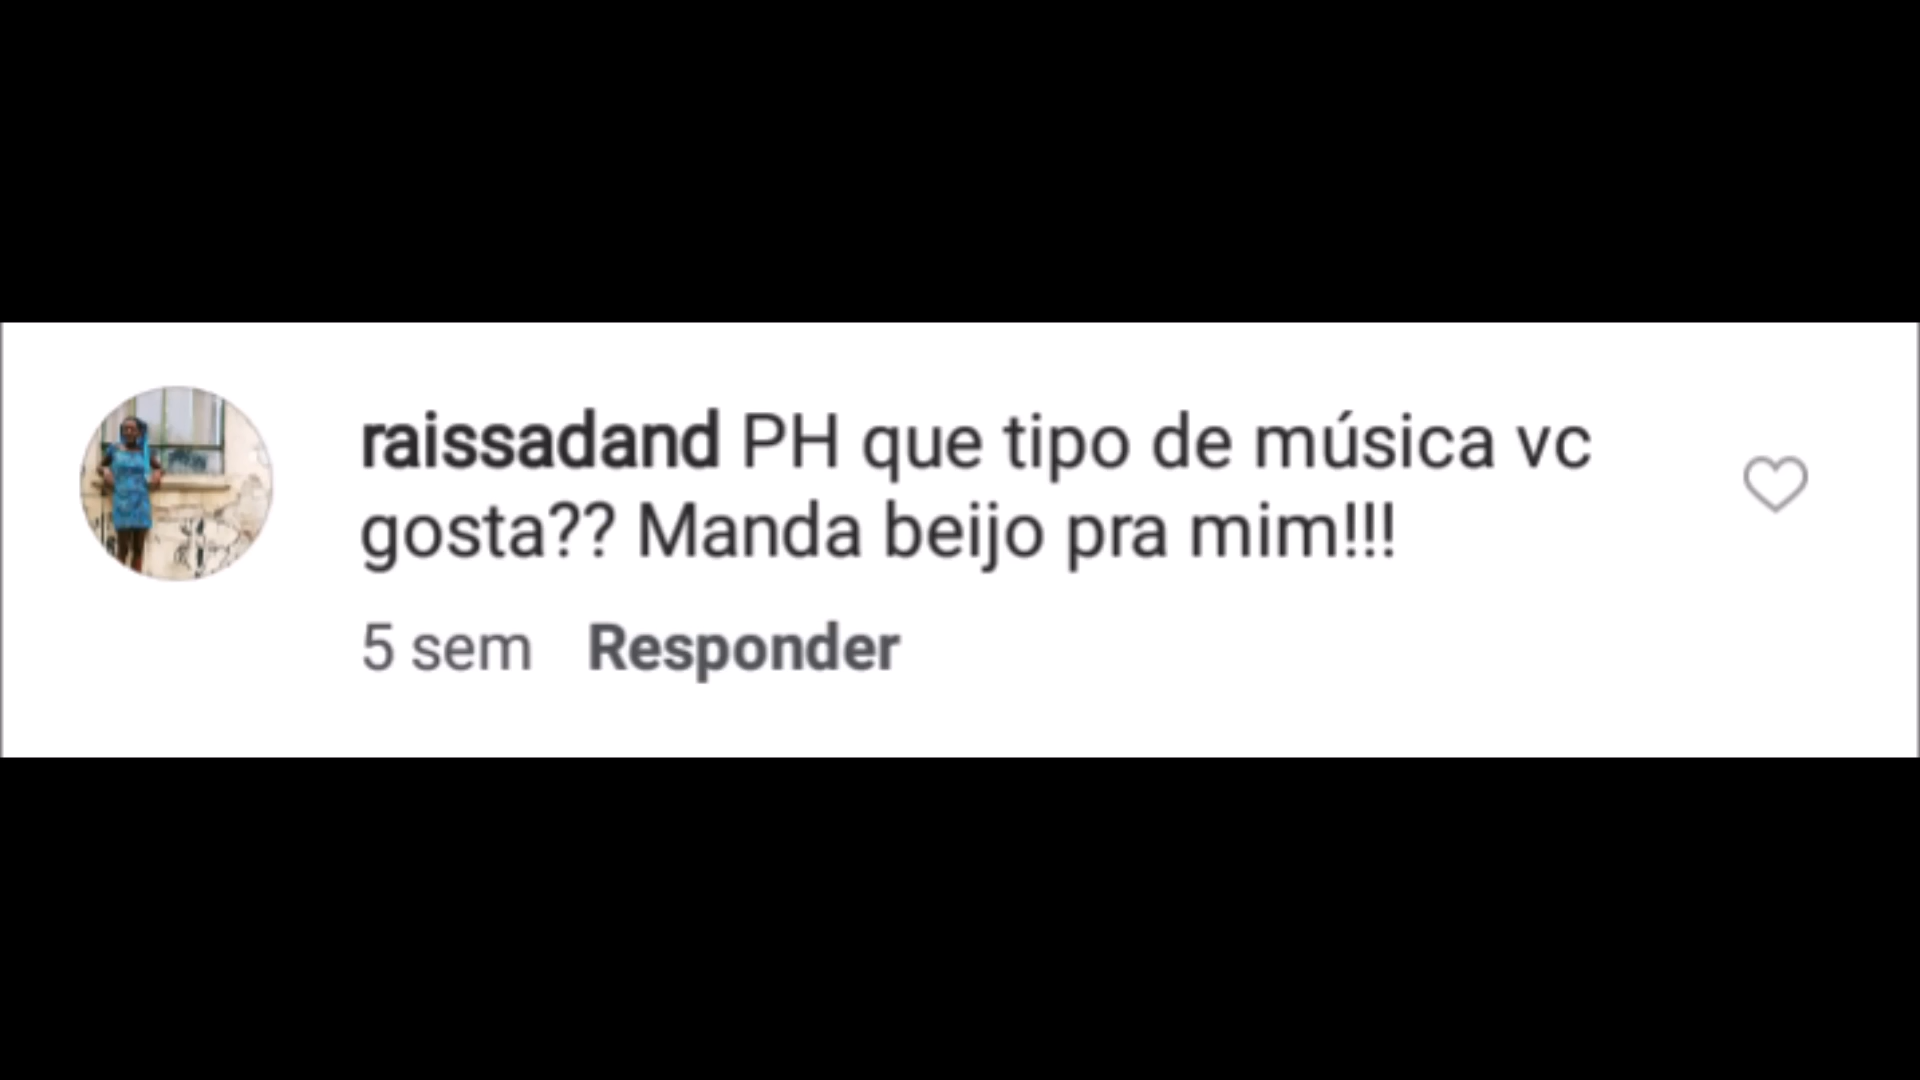 raissadand PH que tipo de música vc
gosta?? Manda beijo pra mim!!!
5 sem Responder